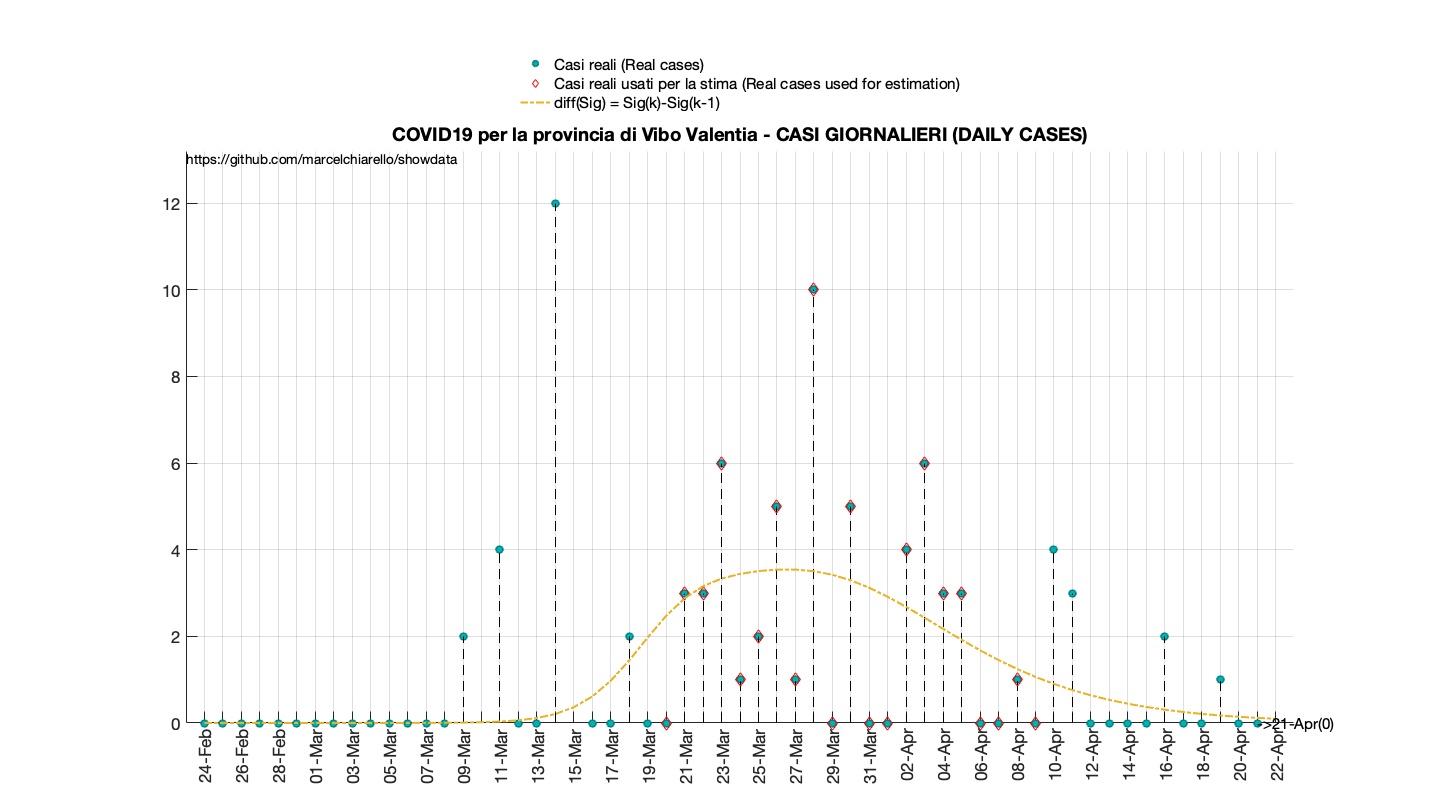 Casi reali (Real cases)
Casi reali usati per la stima (Real cases used for estimation)
diff(Sig) = Sig(k)-Sig(k-1)
COVID19 per la provincia di Vibo Valentia - CASI GIORNALIERI (DAILY CASES)
https://github.com/marcelchiarello/showdata
12
10
8
6
4
2
0
->21-Apr(0)
24-Feb
26-Feb
28-Feb
01-Mar
03-Mar
05-Mar
07-Mar
09-Mar
11-Mar
13-Mar
15-Mar
17-Mar
19-Mar
21-Mar
23-Mar
25-Mar
27-Mar
29-Mar
31-Mar
02-Apr
04-Apr
06-Apr
08-Apr
10-Apr
12-Apr
14-Apr
16-Apr
18-Apr
20-Apr
22-Apr